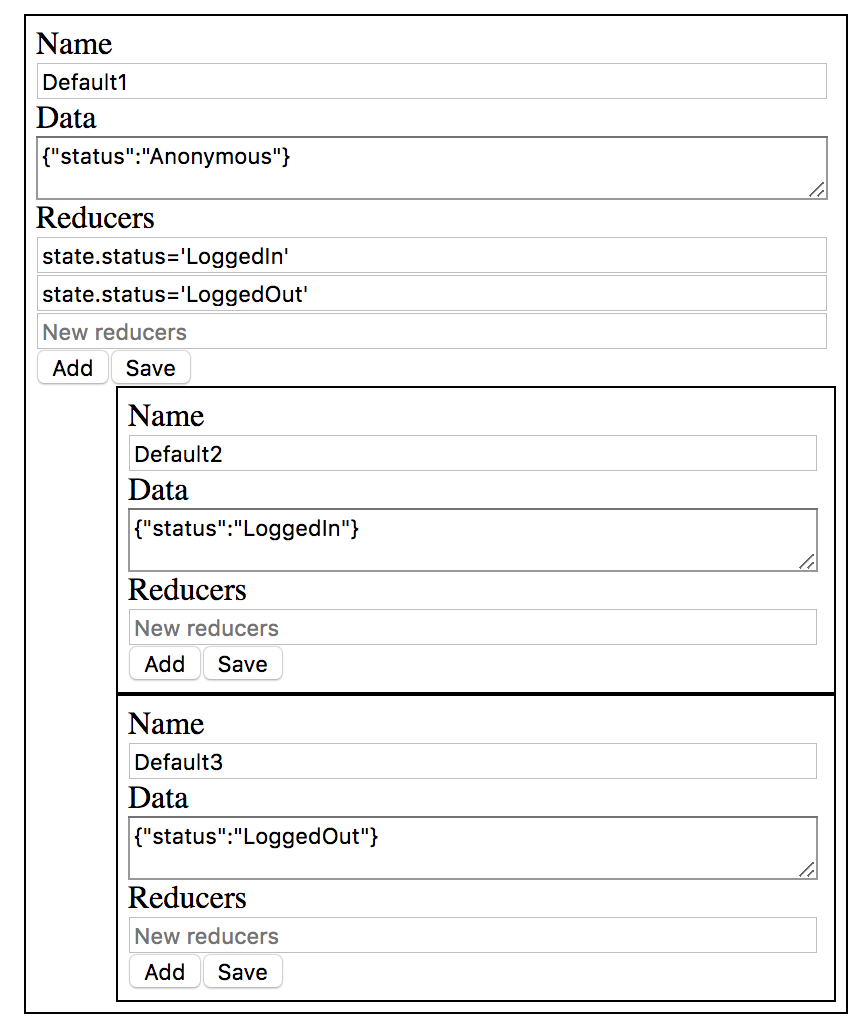 Name
Default1
Data
{"status":"Anonymous"}
Reducers
state.status='LoggedIn'
state.status='LoggedOut'
New reducers
Add Save
Name
Default2
Data
{"status":"LoggedIn"}
Reducers
New reducers
Add Save
Name
Default3
Data
{"status":"LoggedOut"}
Reducers
New reducers
Add Save